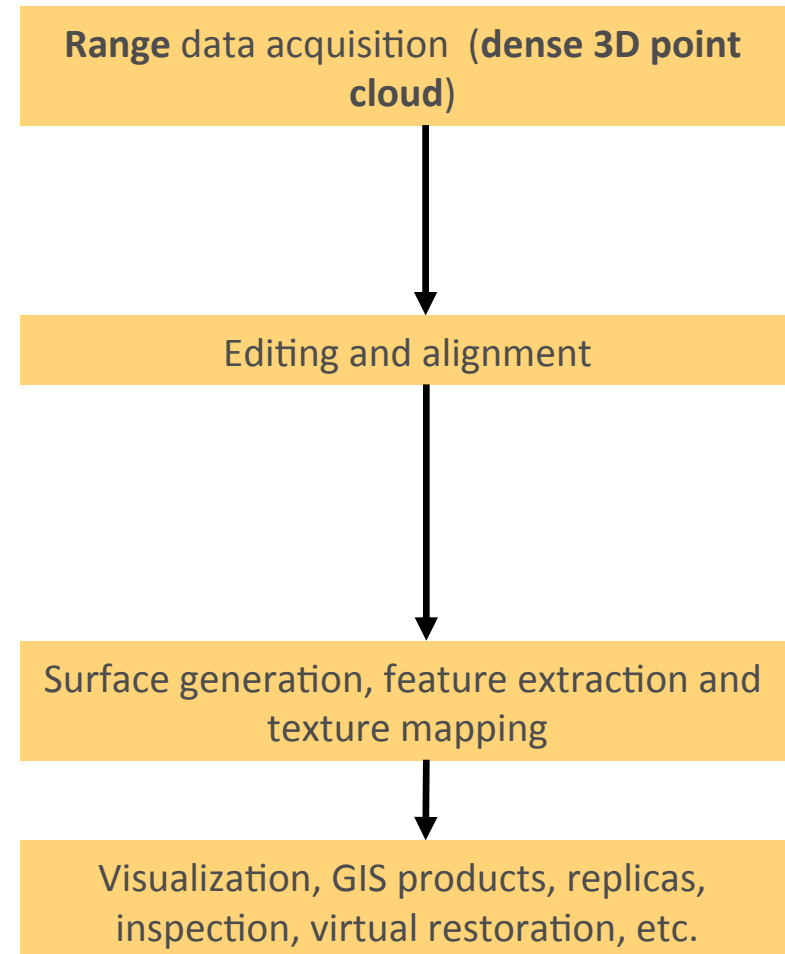 Range data acquisition (dense 3D point
cloud)
Editing and alignment
Surface generation, feature extraction and
texture mapping
Visualization, GIS products, replicas,
inspection, virtual restoration, etc.